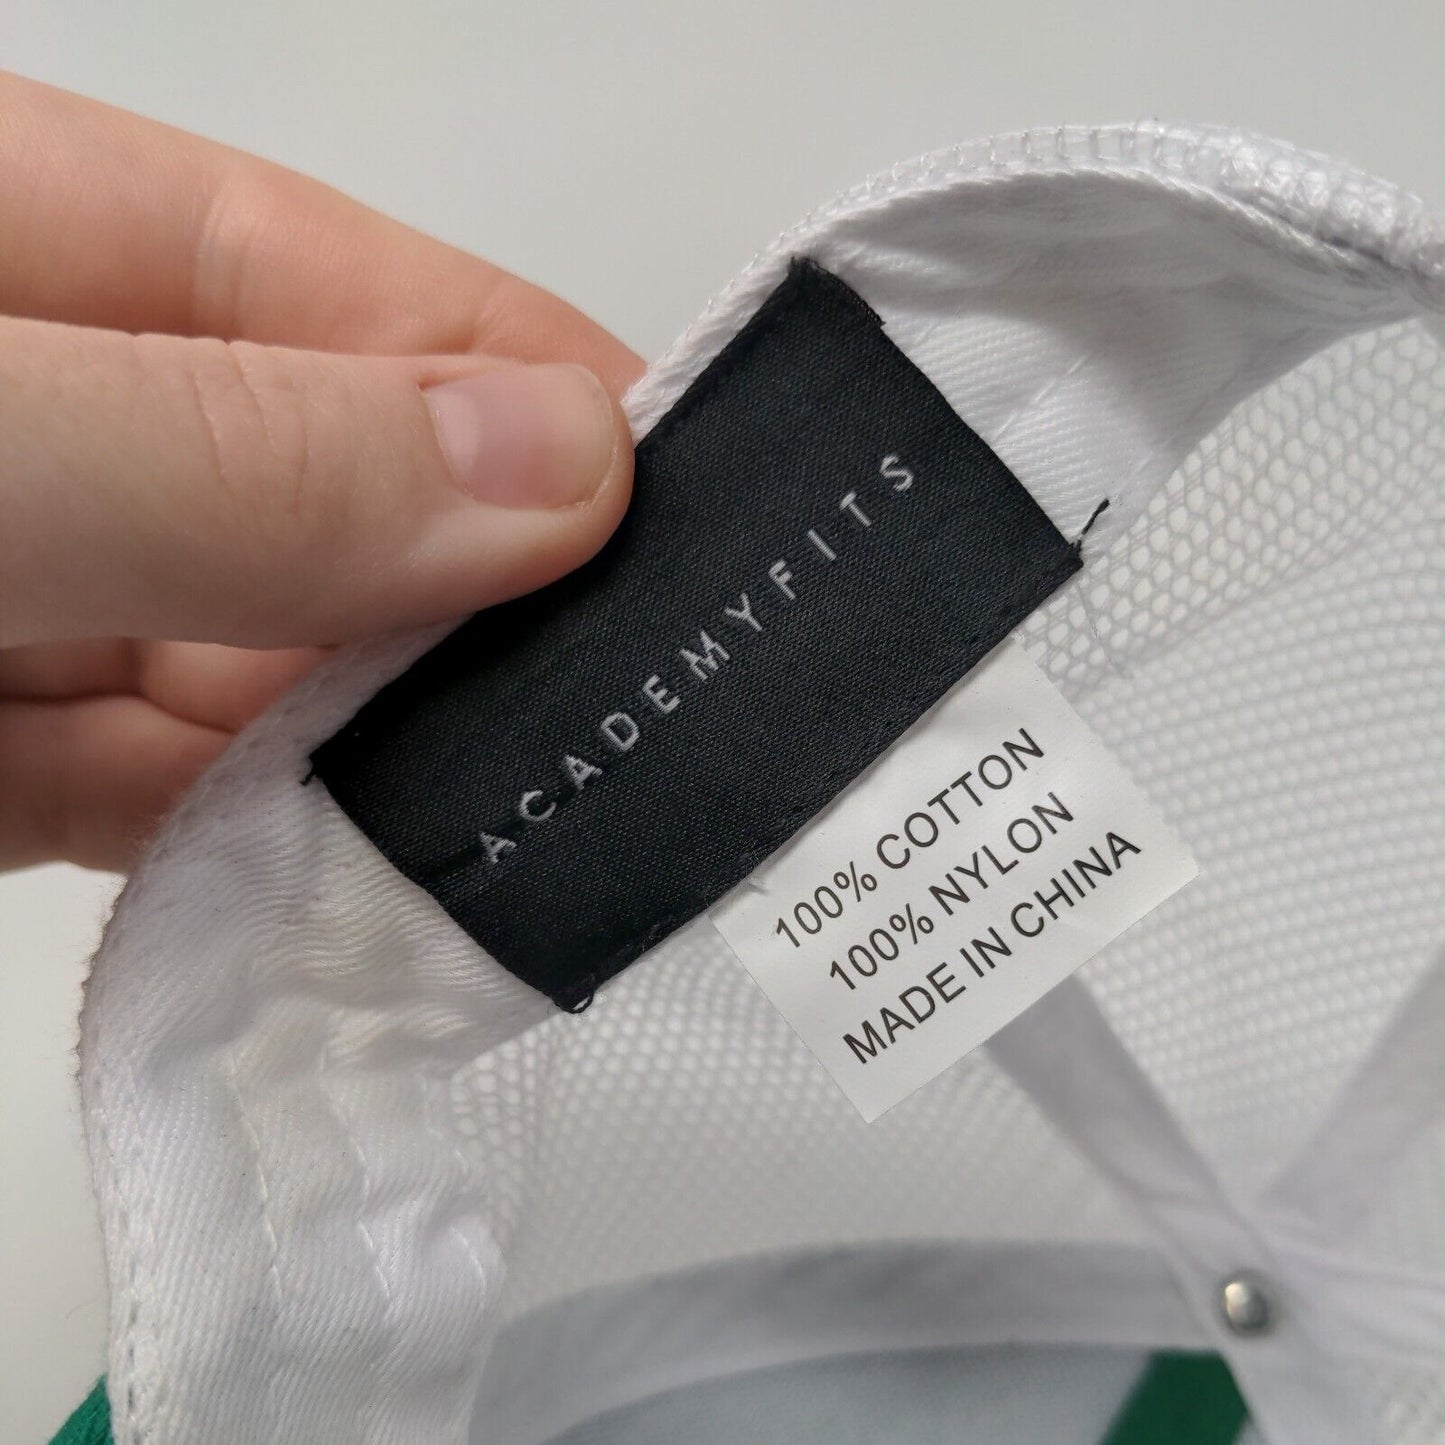 ACADEMYFITS
100% COTTON
100% NYLON
MADE IN CHINA